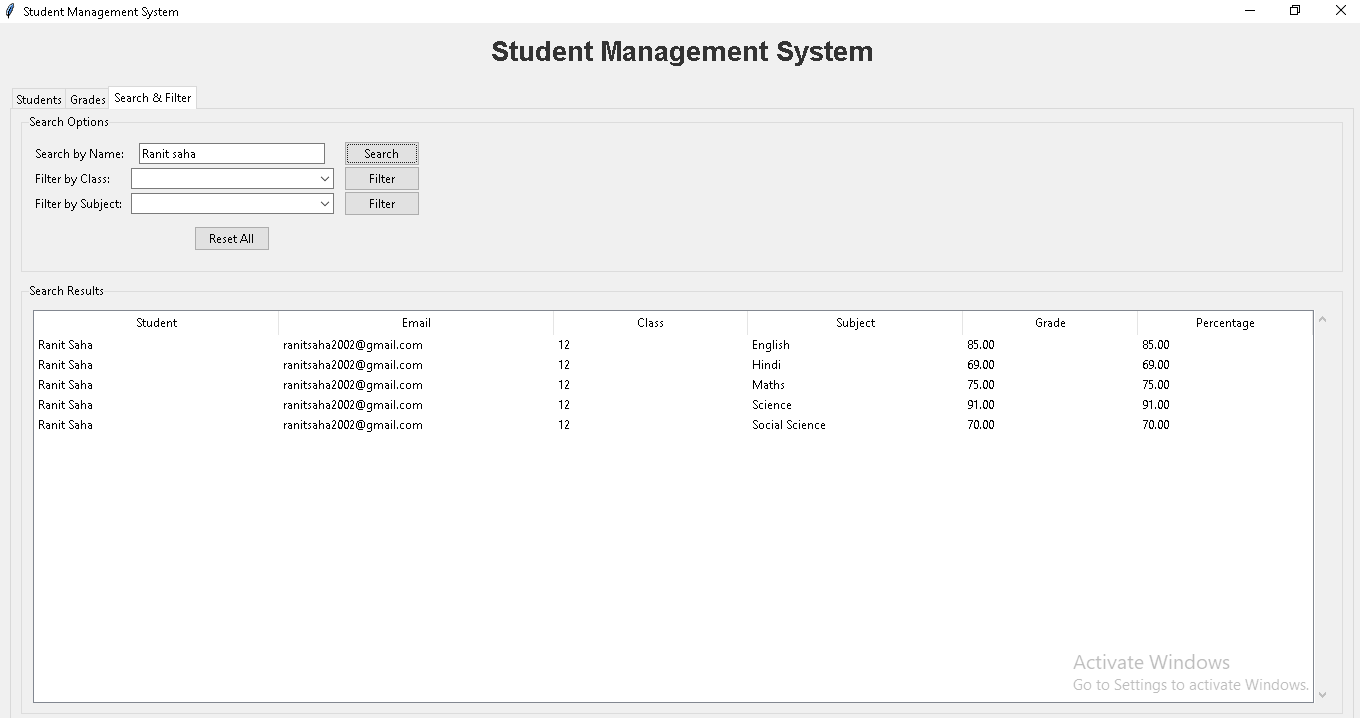 Student Management System
Student Management System
Students Grades Search & Filter
Search Options
Search by Name: Ranit saha Search
Filter by Class: Filter
Filter by Subject: Filter
Reset All
Search Results
Student Email Class Subject Grade Percentage
Ranit Saha ranitsaha2002@gmail.com 12 English 85.00 85.00
Ranit Saha ranitsaha2002@gmail.com 12 Hindi 69.00 69.00
Ranit Saha ranitsaha2002@gmail.com 12 Maths 75.00 75.00
Ranit Saha ranitsaha2002@gmail.com 12 Science 91.00 91.00
Ranit Saha ranitsaha2002@gmail.com 12 Social Science 70.00 70.00
Activate Windows
Go to Settings to activate Windows.